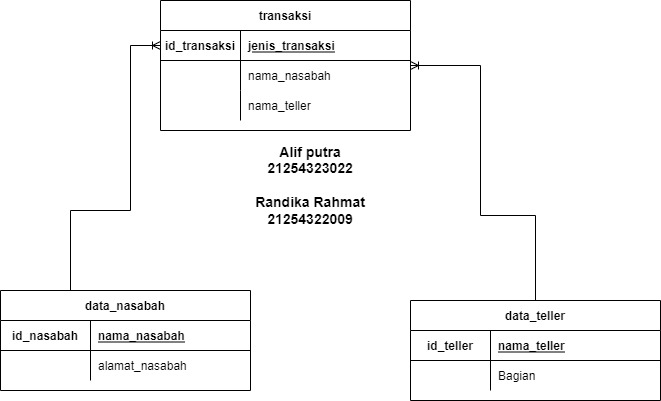 transaksi
id_transaksi jenis_transaksi
nama_nasabah
nama_teller
Alif putra
21254323022
Randika Rahmat
21254322009
data_nasabah
id_nasabah nama_nasabah
alamat_nasabah
data_teller
id_teller nama_teller
Bagian